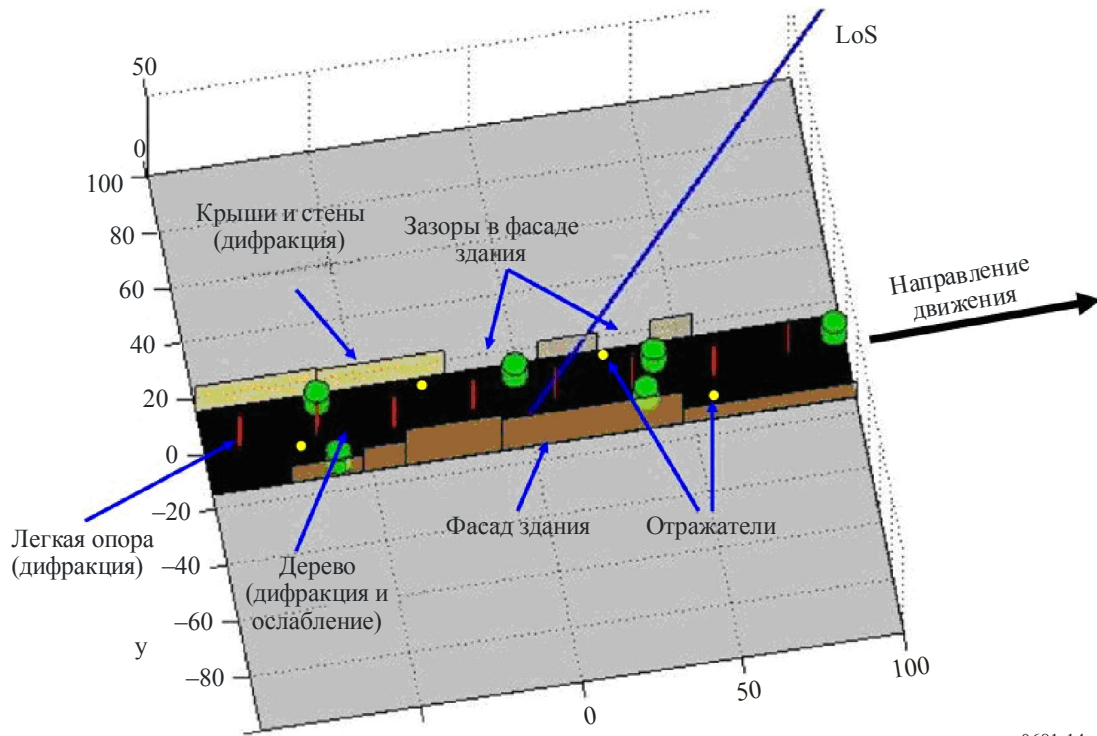 LoS
50
0
100
80
60
40
20
0
–20
–40
–60
–80
y
Крыши и стены
(дифракция)
Зазоры в фасаде
здания
Направление
движения
Легкая опора
(дифракция)
Дерево
(дифракция и
ослабление)
Фасад здания
Отражатели
0
50
100